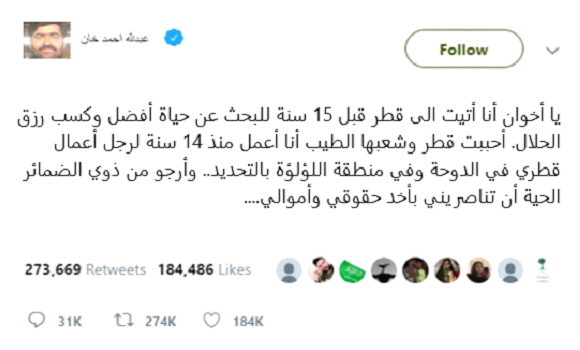 عبدالله احمد خان
Follow
يا أخوان أنا أتيت الى قطر قبل 15 سنة للبحث عن حياة أفضل وكسب رزق
الحلال. أحببت قطر وشعبها الطيب أنا أعمل منذ 14 سنة لرجل أعمال
قطري في الدوحة وفي منطقة اللؤلؤة بالتحديد.. وأرجو من ذوي الضمائر
الحية أن تناصريني بأخد حقوقي وأموالي....
273,669 Retweets 184,486 Likes
31K 274K 184K